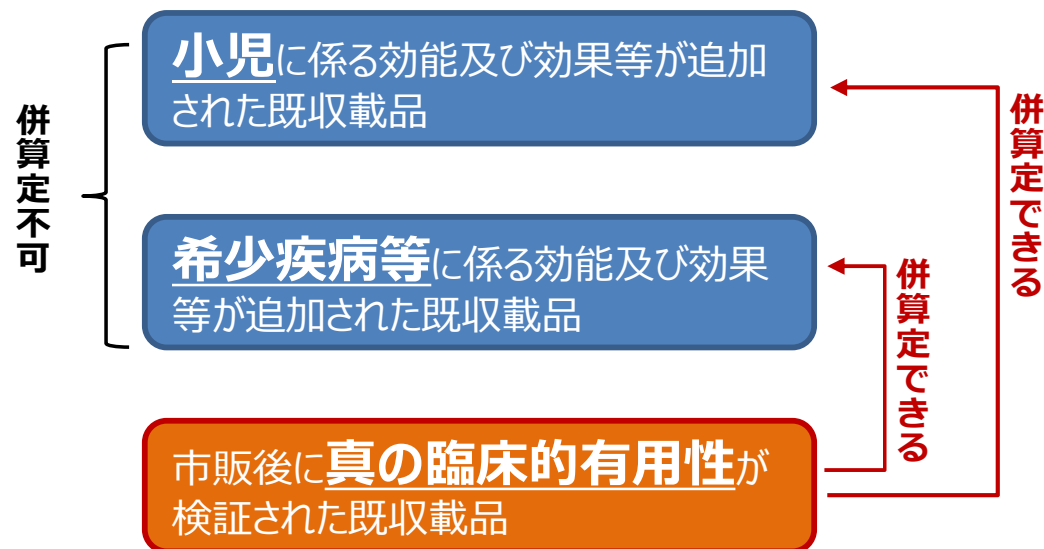 併算定不可
小児に係る効能及び効果等が追加
された既収載品
希少疾病等に係る効能及び効果
等が追加された既収載品
市販後に真の臨床的有用性が
検証された既収載品
併算定できる
併算定できる